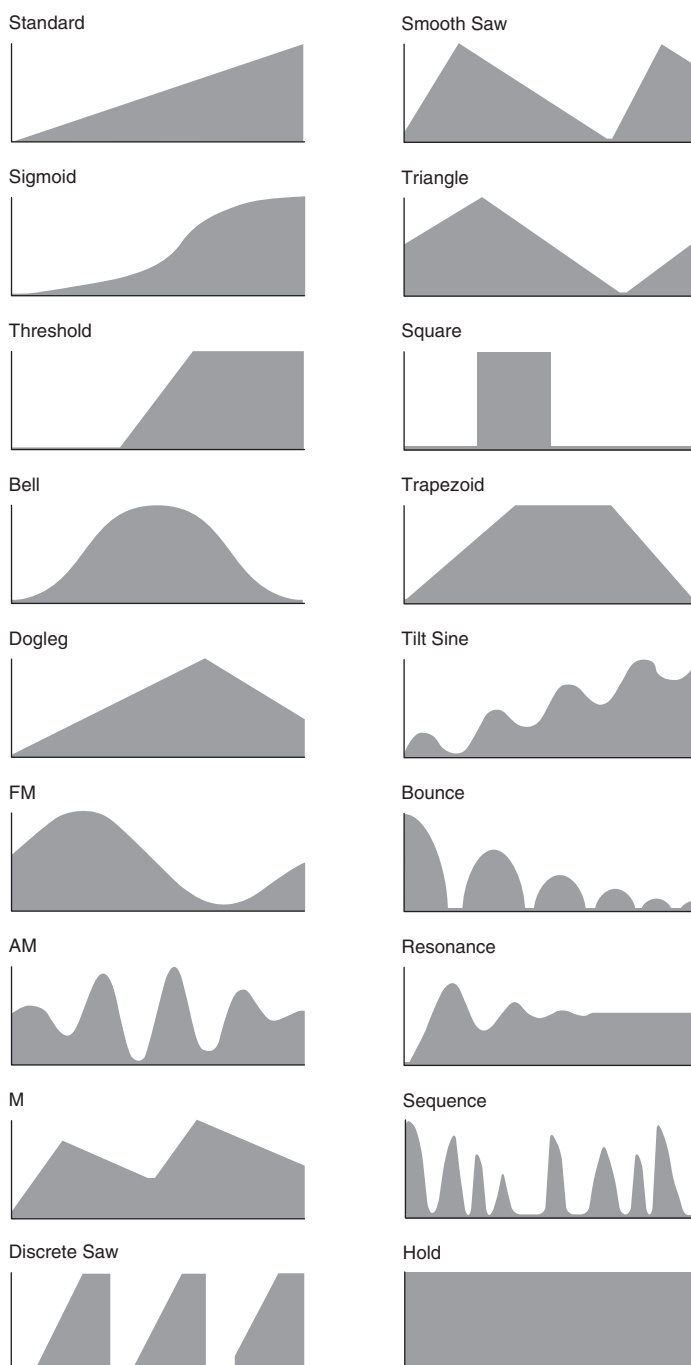 Standard
Smooth Saw
Sigmoid
Triangle
Threshold
Square
Bell
Trapezoid
Dogleg
Tilt Sine
FM
Bounce
AM
Resonance
M
Sequence
Discrete Saw
Hold